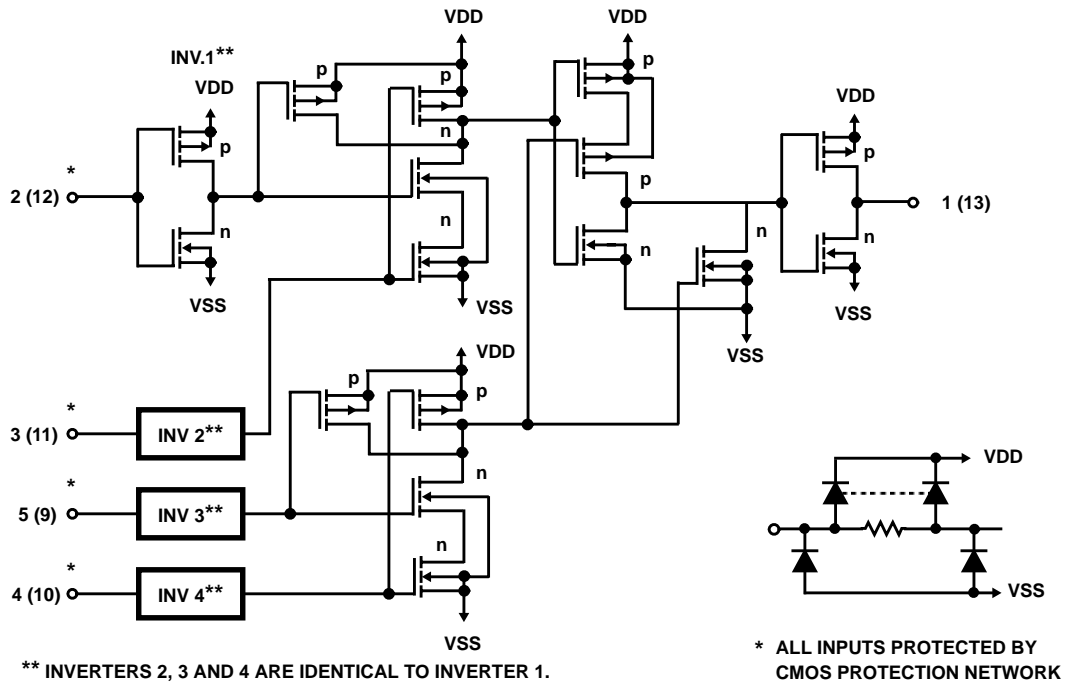 VDD
VDD
INV.1**
p
p
p
VDD
VDD
n
*
p
p
2 (12)
1 (13)
p
n
n
n
n
n
n
VSS
VSS
VSS
VDD
VSS
p
p
*
3 (11)
INV 2**
*
n
VDD
5 (9)
INV 3**
n
*
4 (10)
INV 4**
VSS
VSS
* ALL INPUTS PROTECTED BY
CMOS PROTECTION NETWORK
** INVERTERS 2, 3 AND 4 ARE IDENTICAL TO INVERTER 1.